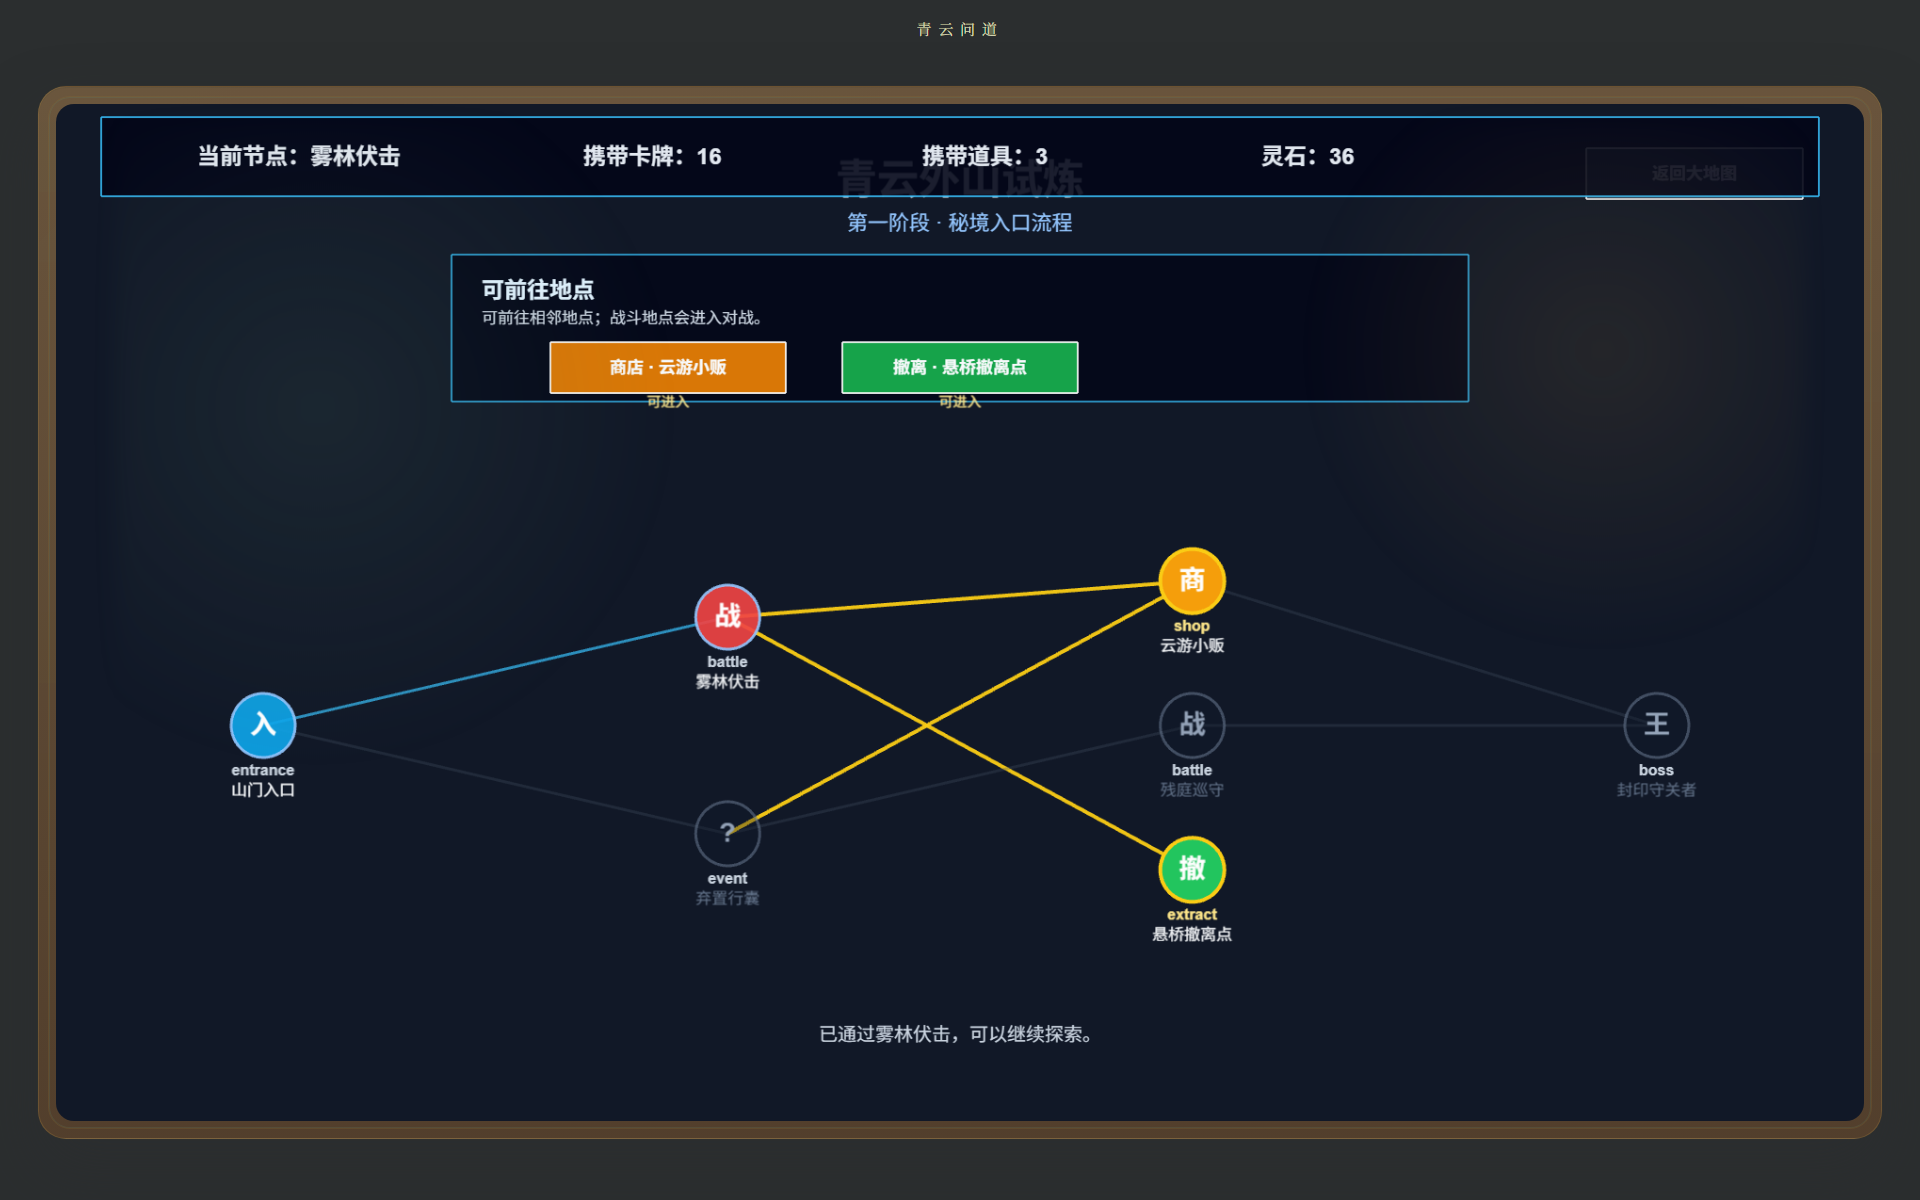 青云问道
当前节点：雾林伏击
携带卡牌：16
携带道具：3
灵石：36
青云外山试炼
返回大地图
第一阶段 · 秘境入口流程
可前往地点
可前往相邻地点；战斗地点会进入对战。
商店 · 云游小贩
撤离 · 悬桥撤离点
可进入
可进入
商
shop
云游小贩
战
battle
雾林伏击
入
entrance
山门入口
战
battle
残庭巡守
王
boss
封印守关者
?
event
弃置行囊
撤
extract
悬桥撤离点
已通过雾林伏击，可以继续探索。